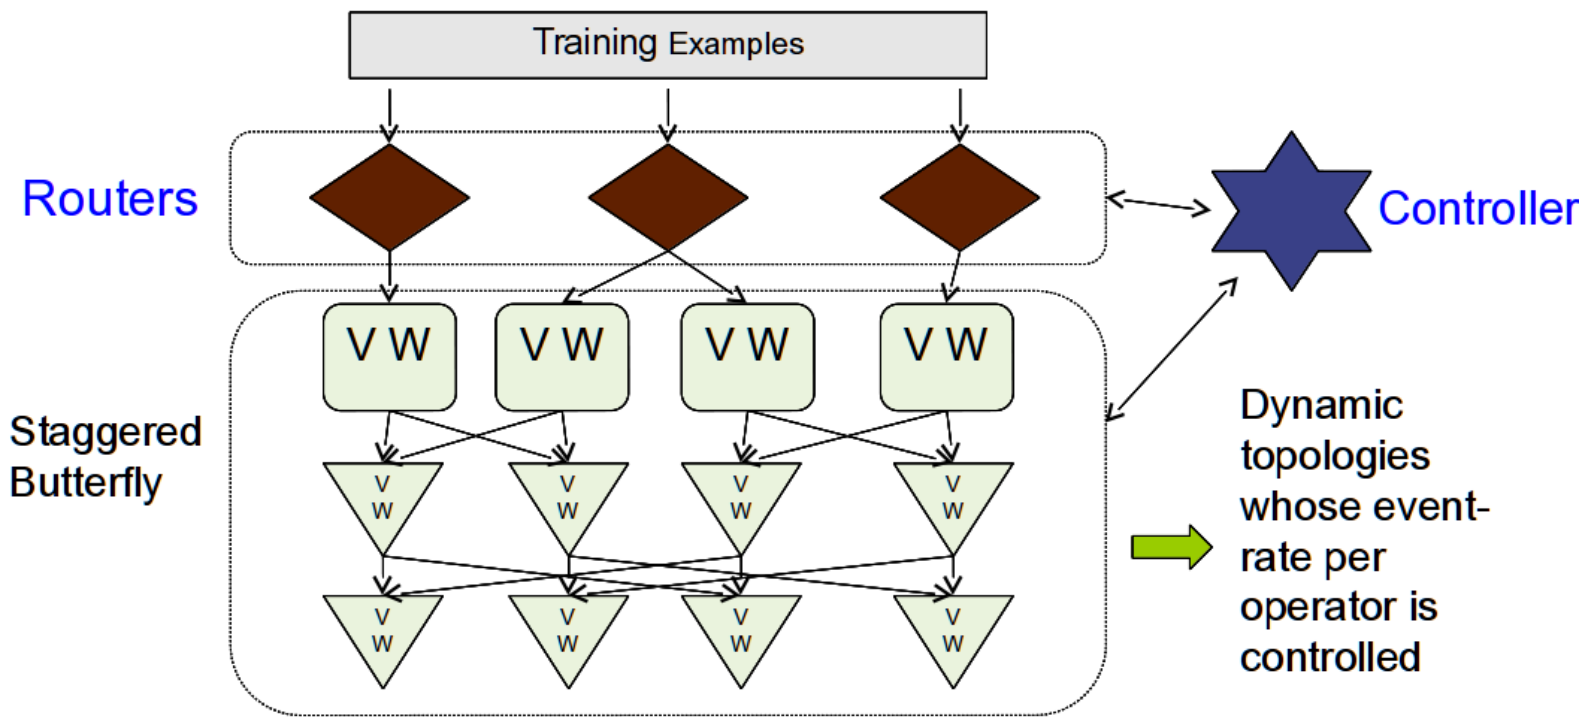 Training Examples
Routers
Controller
V W
V W
V W
V W
Staggered
Butterfly
V
W
V
W
V
W
V
W
V
W
V
W
V
W
V
W
Dynamic
topologies
whose event-
rate per
operator is
controlled